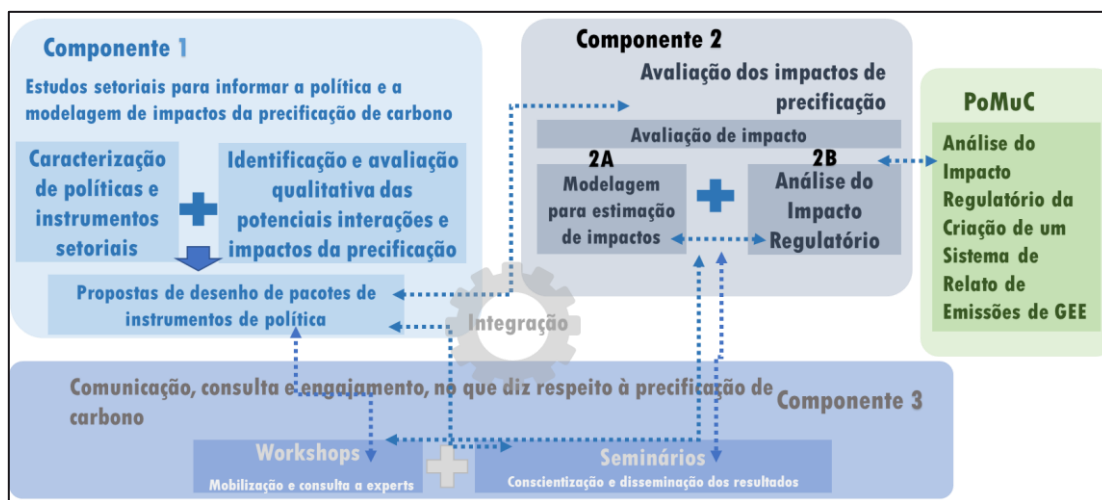 Componente 1
Estudos setoriais para informar a política e a
modelagem de impactos da precificação de carbono
Caracterização
de políticas e
instrumentos
setoriais
Identificação e avaliação
qualitativa das
potenciais interações e
impactos da precificação
Propostas de desenho de pacotes de
instrumentos de política
Componente 2
Avaliação dos impactos de
precificação
Avaliação de impacto
2A
Modelagem
para estimação
de impactos
2B
Análise do
Impacto
Regulatório
PoMuC
Análise do
Impacto
Regulatório da
Criação de um
Sistema de
Relato de
Emissões de GEE
Integração
Comunicação, consulta e engajamento, no que diz respeito à precificação de
carbono
Componente 3
Workshops
Mobilização e consulta a experts
Seminários
Conscientização e disseminação dos resultados